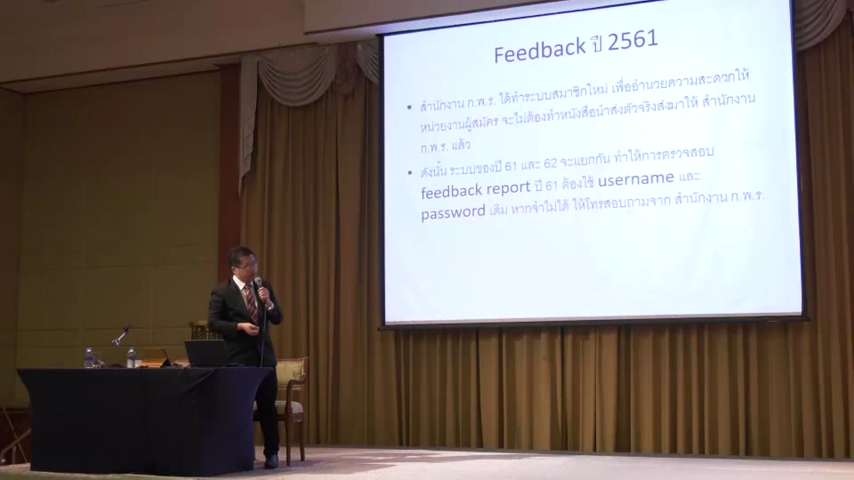 Feedback ปี 2561
• สำนักงาน ก.พ.ร. ได้ทำระบบสมาชิกใหม่ เพื่ออำนวยความสะดวกให้
หน่วยงานผู้สมัคร จะไม่ต้องทำหนังสือนำส่งตัวจริงส่งมาให้ สำนักงาน
ก.พ.ร. แล้ว
• ดังนั้น ระบบของปี 61 และ 62 จะแยกกัน ทำให้การตรวจสอบ
feedback report ปี 61 ต้องใช้ username และ
password เดิม หากจำไม่ได้ ให้โทรสอบถามจาก สำนักงาน ก.พ.ร.